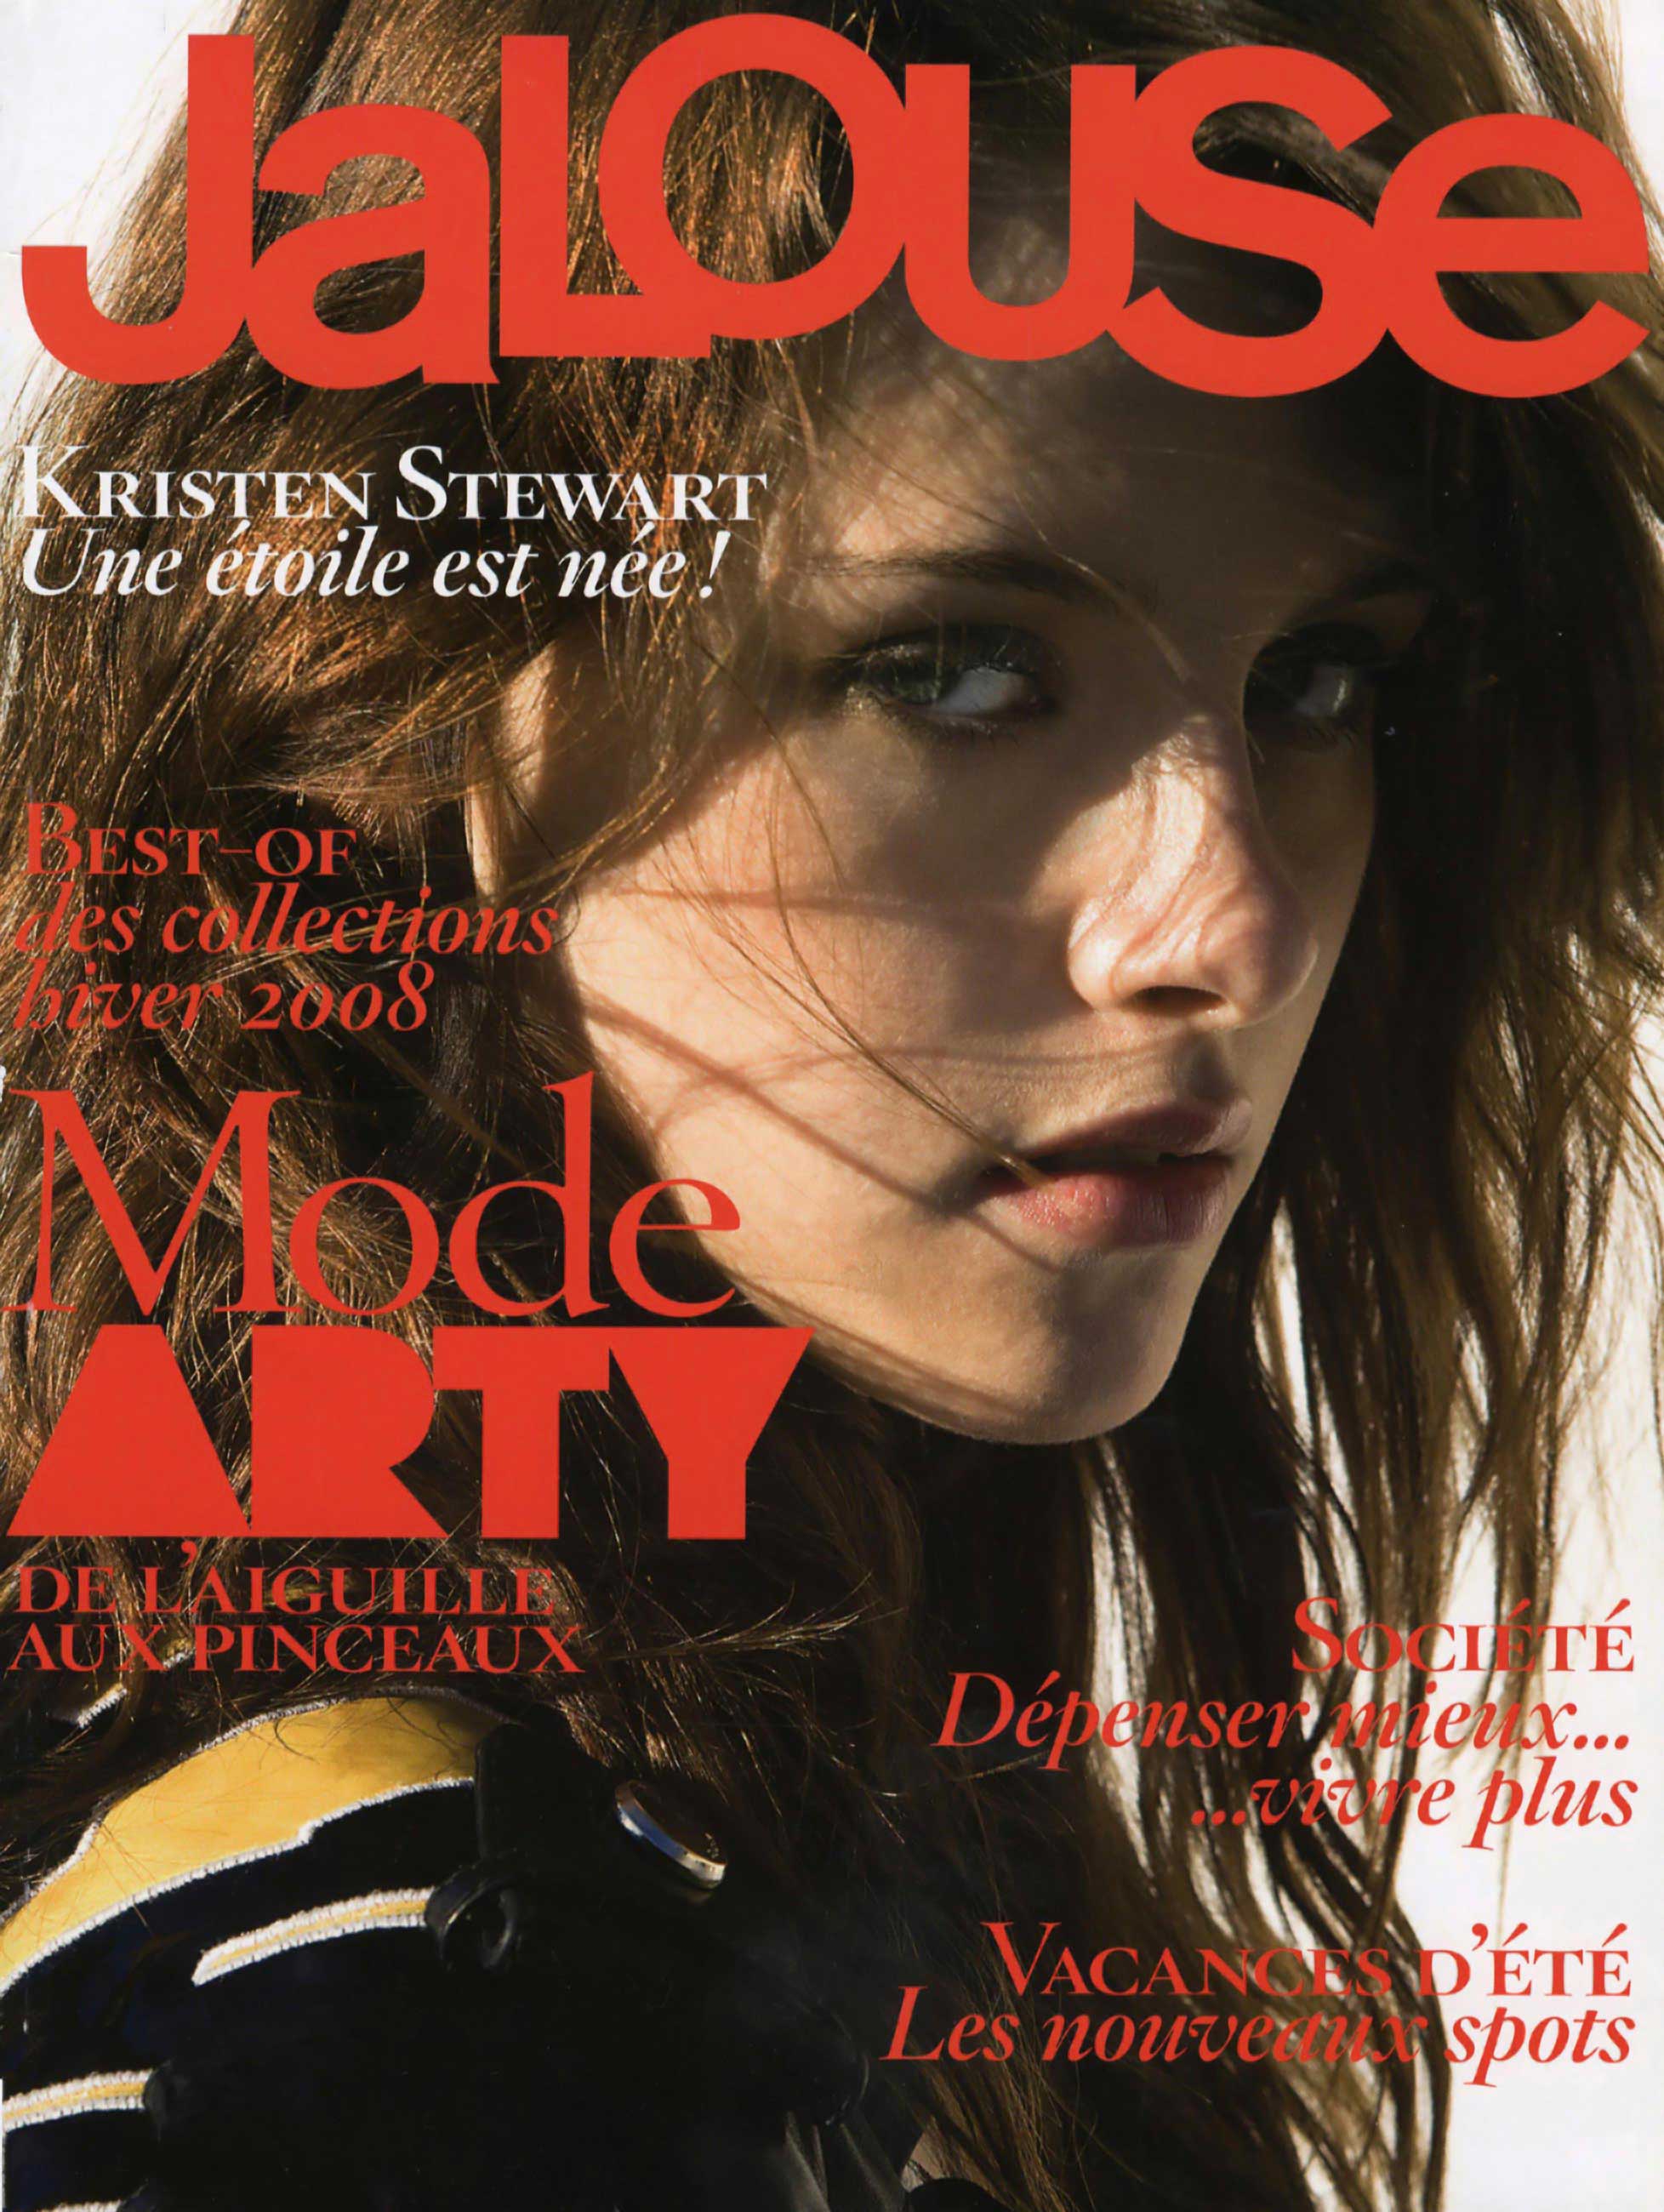 Jalouse
Kristen Stewart
Une étoile est née !
Best-of
des collections
hiver 2008
Mode
ARTY
DE L'AIGUILLE
AUX PINCEAUX
Société
Dépenser mieux...
...vivre plus
Vacances d'été
Les nouveaux spots